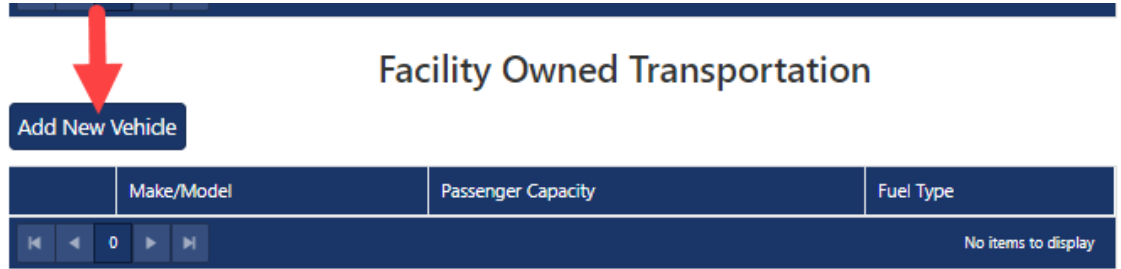 Facility Owned Transportation
Add New Vehicle
Make/Model Passenger Capacity Fuel Type
0 No items to display